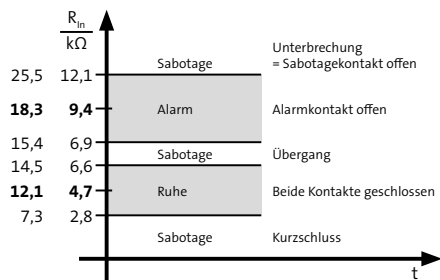 R_In
kΩ
Unterbrechung
Sabotage = Sabotagekontakt offen
25,5 12,1
18,3 9,4 Alarm Alarmkontakt offen
15,4 6,9
Sabotage Übergang
14,5 6,6
12,1 4,7 Ruhe Beide Kontakte geschlossen
7,3 2,8
Sabotage Kurzschluss
t